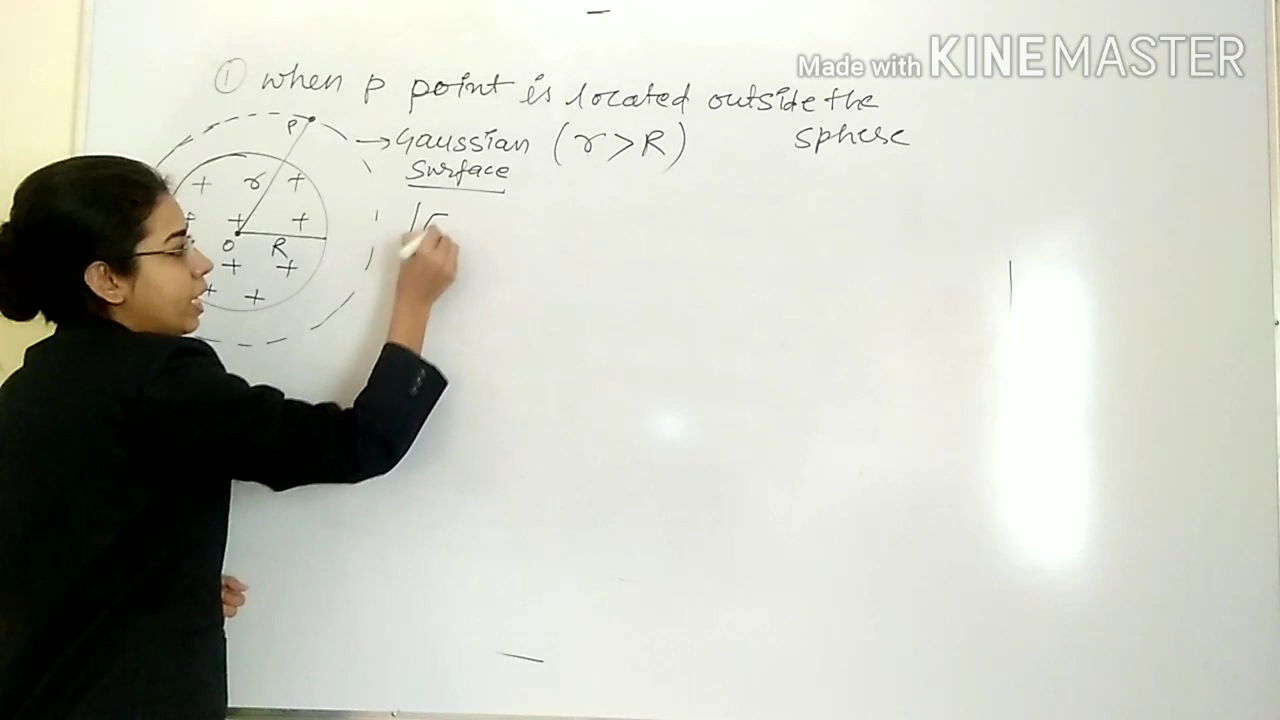 Made with KINEMASTER
① when p point is located outside the
sphere
P → Gaussian (r > R)
Surface
+ r +
+ + +
O R
+ +
+ +